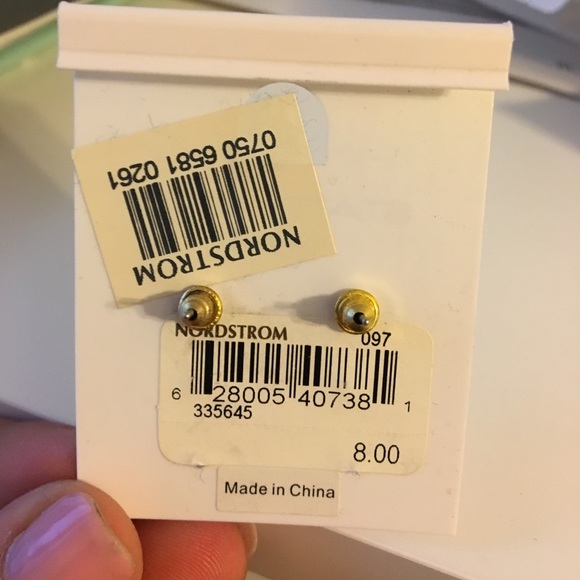 0750 6581 0261
NORDSTROM
NORDSTROM 097
6 28005 40738 1
335645
8.00
Made in China